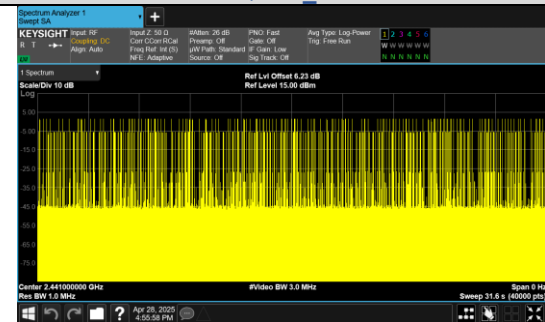 Spectrum Analyzer 1
Swept SA
KEYSIGHT Input: RF Input Z: 50 Ω #Atten: 26 dB PNO: Fast Avg Type: Log-Power 1 2 3 4 5 6
R T Coupling: DC Corr CCorr RCal Preamp: Off Gate: Off Trig: Free Run
Align: Auto Freq Ref: Int (S) µW Path: Standard IF Gain: Low W W W W W W
NFE: Adaptive Source: Off Sig Track: Off N N N N N N
1 Spectrum
Ref Lvl Offset 6.23 dB
Scale/Div 10 dB Ref Level 15.00 dBm
Log
5.00
-5.00
-15.0
-25.0
-35.0
-45.0
-55.0
-65.0
-75.0
Center 2.441000000 GHz #Video BW 3.0 MHz Span 0 Hz
Res BW 1.0 MHz Sweep 31.6 s (40000 pts)
? Apr 28, 2025
4:55:58 PM